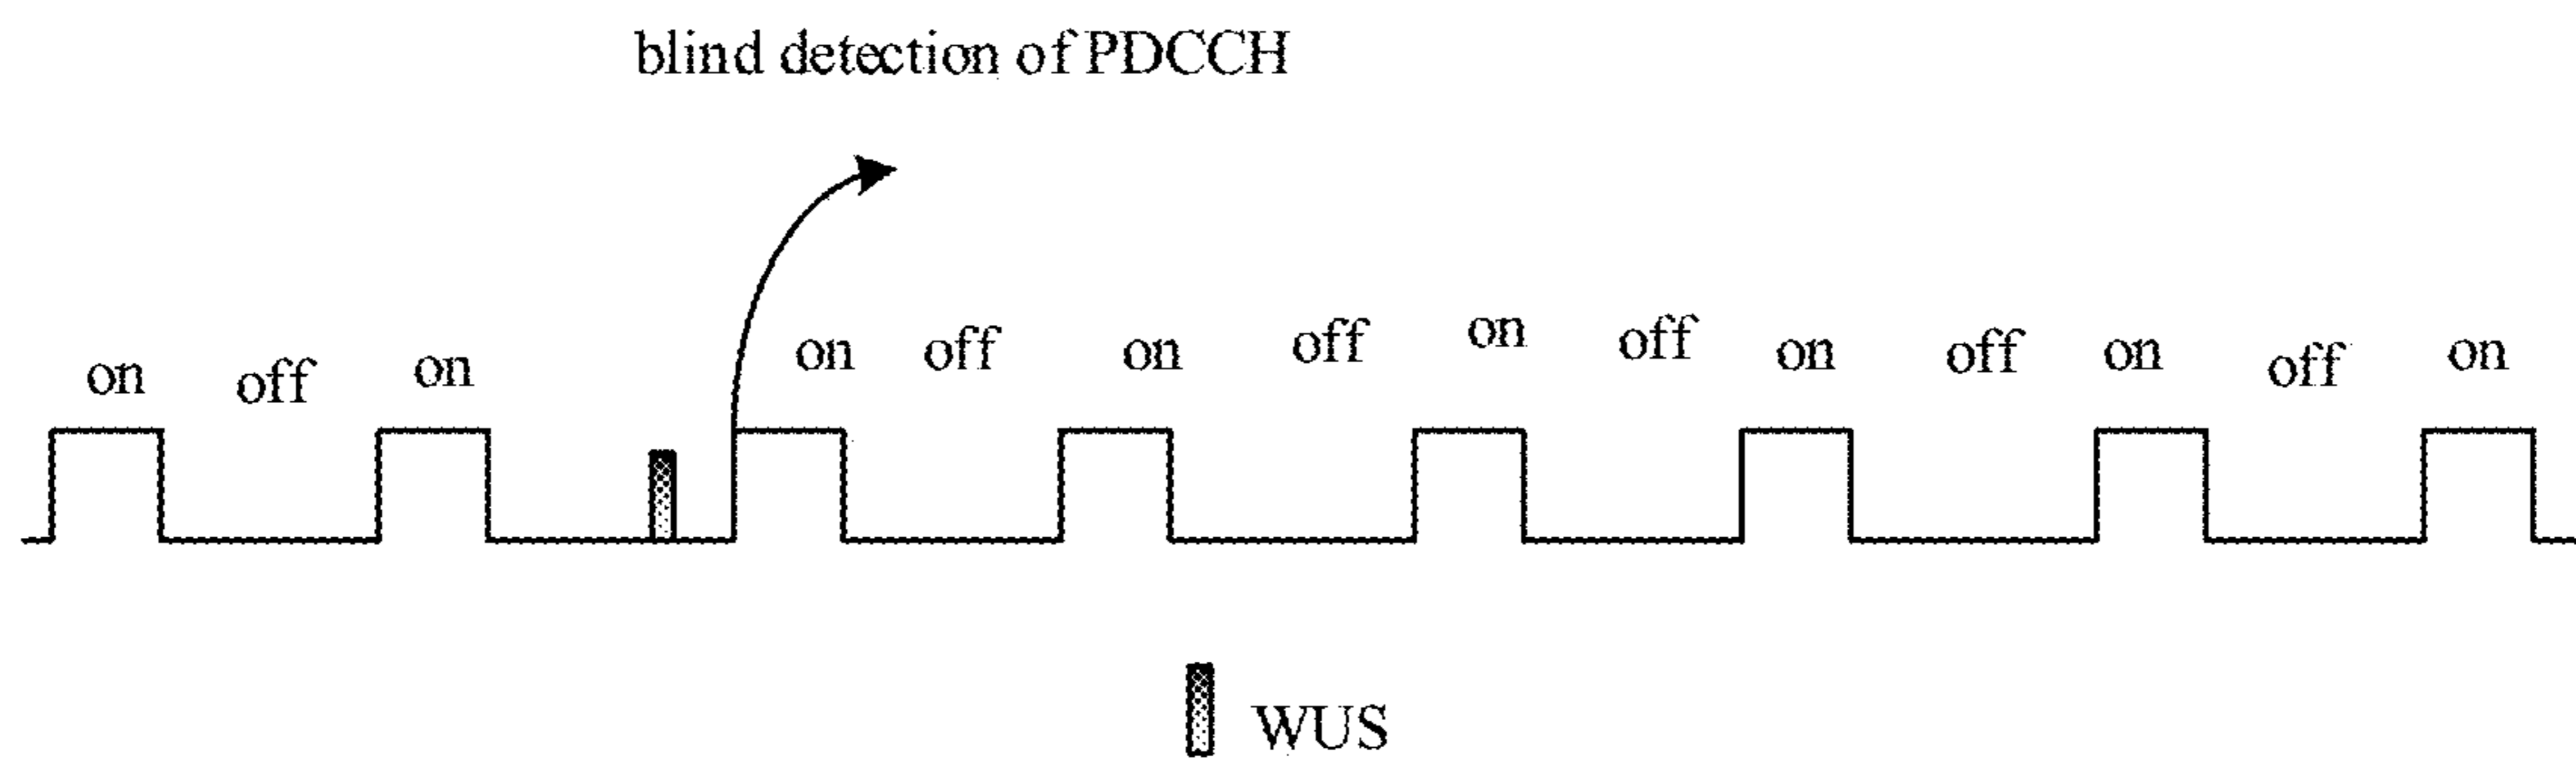 blind detection of PDCCH
on off on on off on off on off on off on off on
WUS